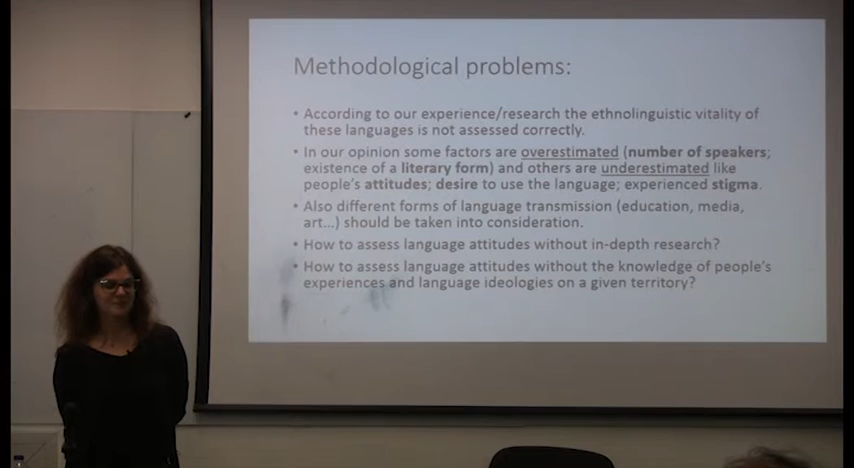 Methodological problems:
• According to our experience/research the ethnolinguistic vitality of
these languages is not assessed correctly.
• In our opinion some factors are overestimated (number of speakers;
existence of a literary form) and others are underestimated like
people's attitudes; desire to use the language; experienced stigma.
• Also different forms of language transmission (education, media,
art...) should be taken into consideration.
• How to assess language attitudes without in-depth research?
• How to assess language attitudes without the knowledge of people's
experiences and language ideologies on a given territory?